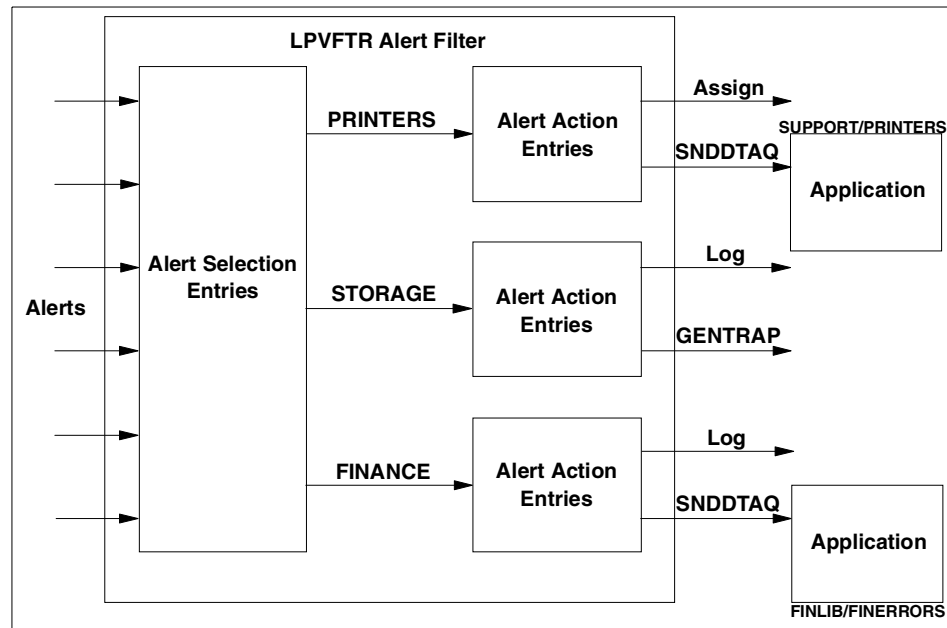 LPVFTR Alert Filter
Alerts
Alert Selection
Entries
PRINTERS
Alert Action
Entries
Assign
SNDDTAQ
SUPPORT/PRINTERS
Application
STORAGE
Alert Action
Entries
Log
GENTRAP
FINANCE
Alert Action
Entries
Log
SNDDTAQ
Application
FINLIB/FINERRORS